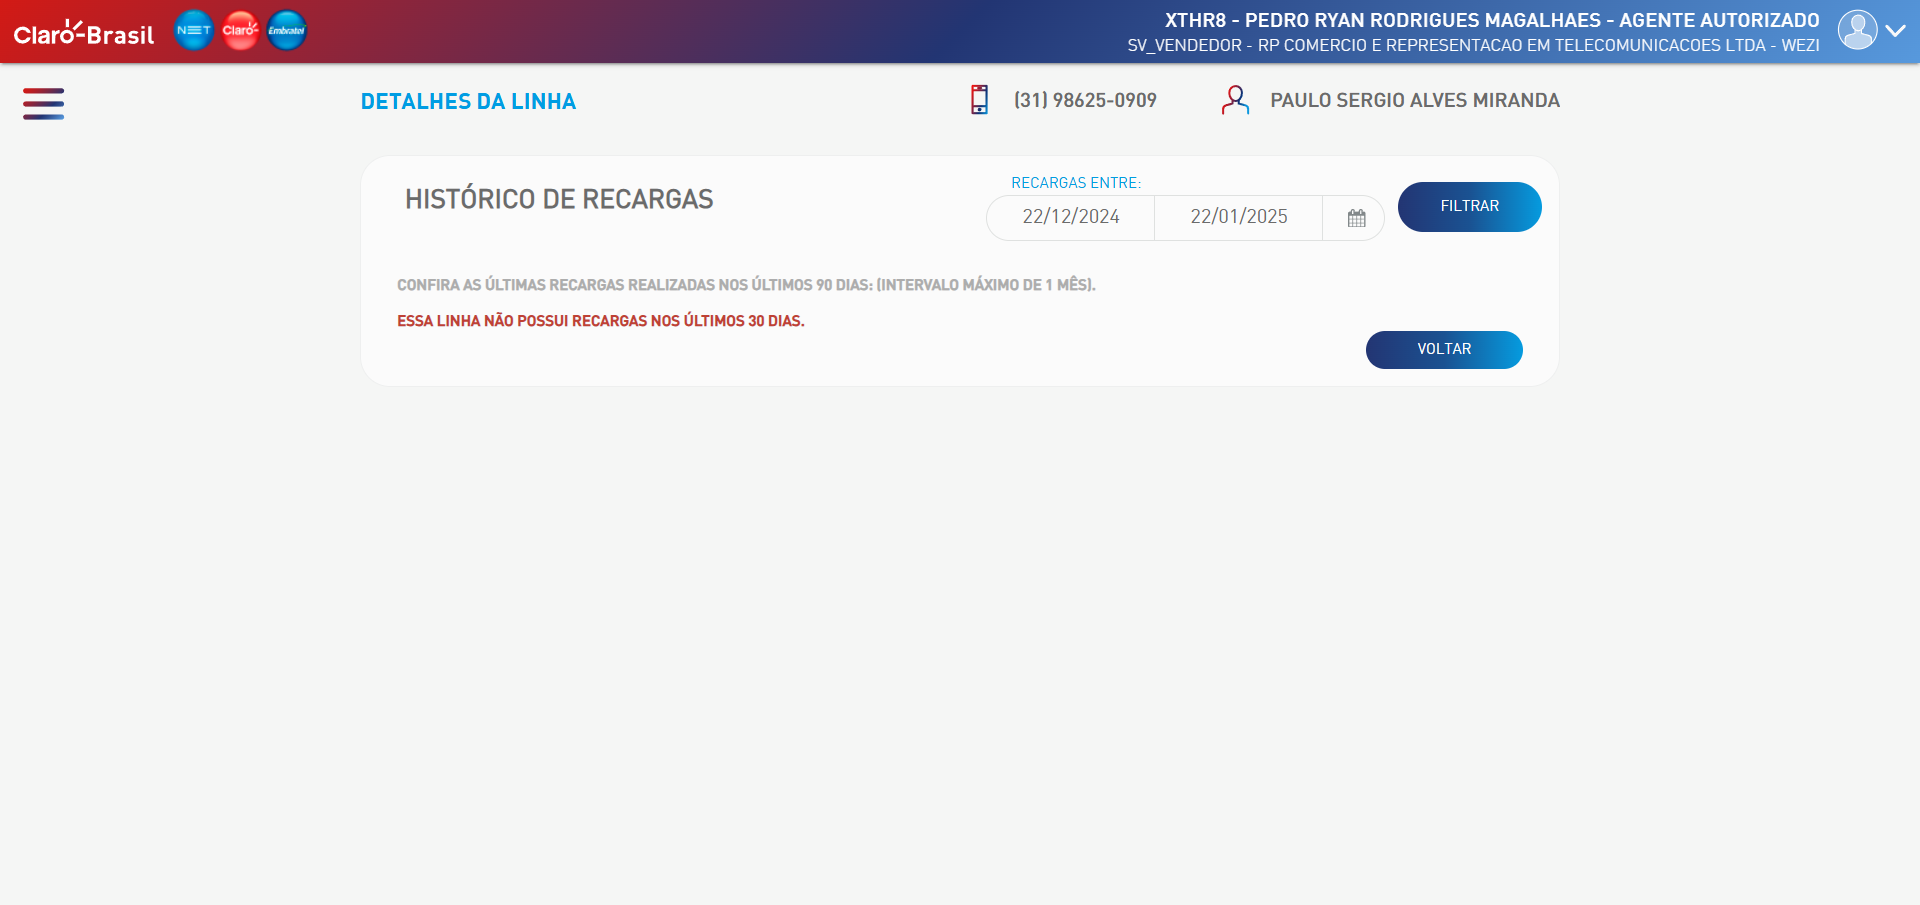 Claro-Brasil
NET
Claro
Embratel
XTHR8 - PEDRO RYAN RODRIGUES MAGALHAES - AGENTE AUTORIZADO
SV_VENDEDOR - RP COMERCIO E REPRESENTACAO EM TELECOMUNICACOES LTDA - WEZI
DETALHES DA LINHA
(31) 98625-0909
PAULO SERGIO ALVES MIRANDA
HISTÓRICO DE RECARGAS
RECARGAS ENTRE:
22/12/2024
22/01/2025
FILTRAR
CONFIRA AS ÚLTIMAS RECARGAS REALIZADAS NOS ÚLTIMOS 90 DIAS: (INTERVALO MÁXIMO DE 1 MÊS).
ESSA LINHA NÃO POSSUI RECARGAS NOS ÚLTIMOS 30 DIAS.
VOLTAR